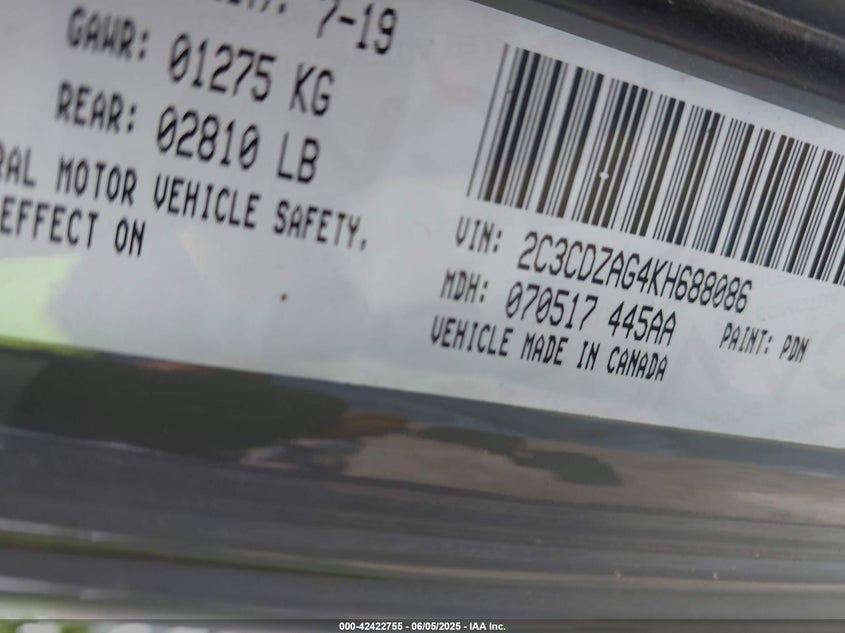 7-19
GAWR: 01275 KG
REAR: 02810 LB
RAL MOTOR VEHICLE SAFETY,
EFFECT ON
VIN: 2C3CDZAG4KH688086
MDH: 070517 445AA PAINT: PDN
VEHICLE MADE IN CANADA
000-42422755 - 06/05/2025 - IAA Inc.